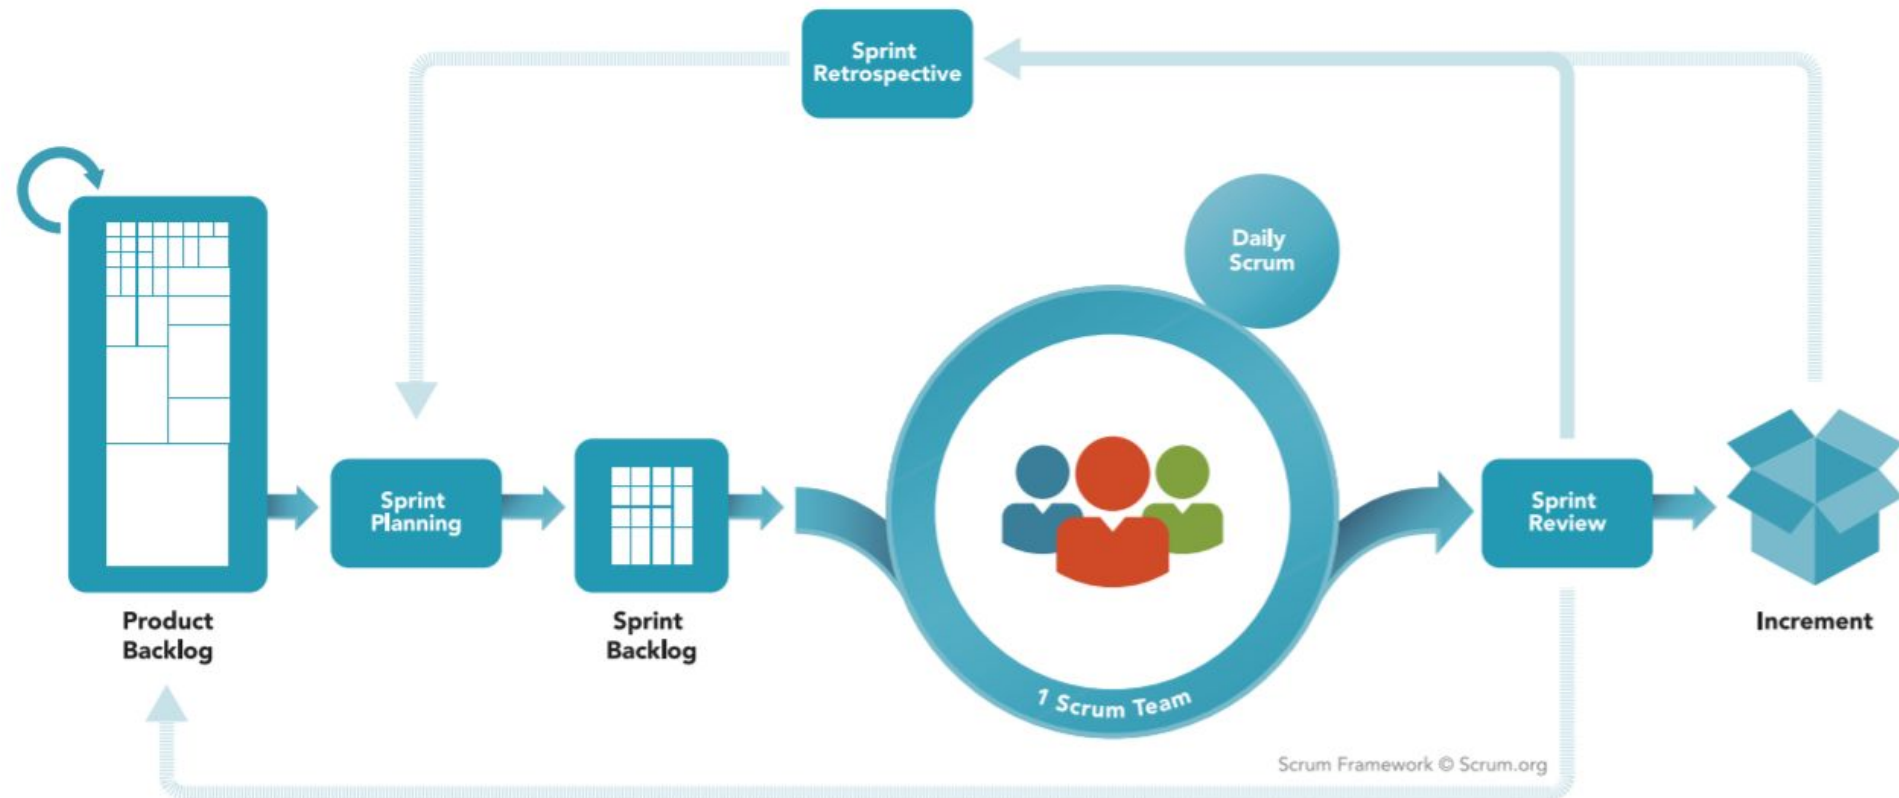 Sprint
Retrospective
Daily
Scrum
Sprint
Planning
Sprint
Review
Product
Backlog
Sprint
Backlog
Increment
1 Scrum Team
Scrum Framework © Scrum.org